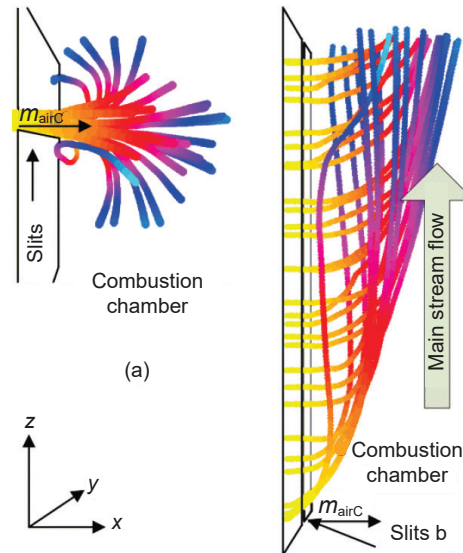 m_airC
Slits
Combustion
chamber
(a)
z
y
x
Main stream flow
Combustion
chamber
m_airC
Slits b